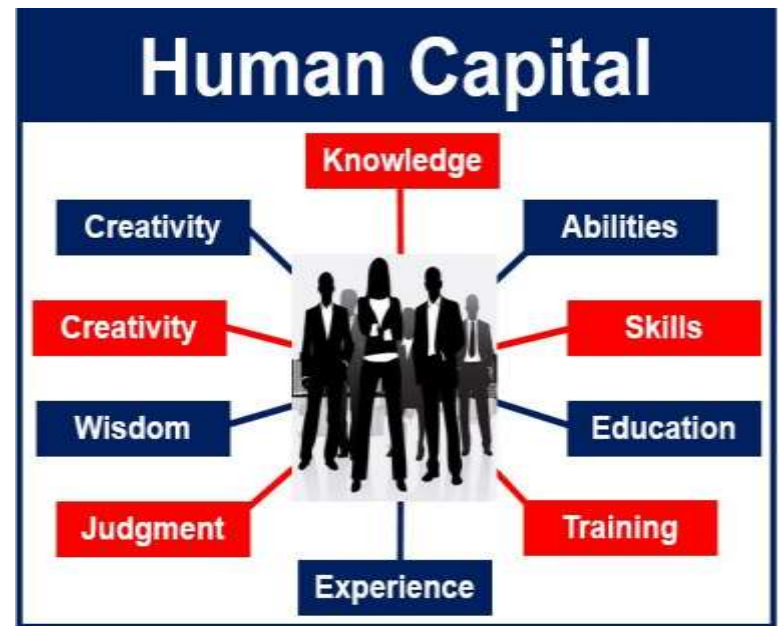 Human Capital
Knowledge
Creativity
Abilities
Creativity
Skills
Wisdom
Education
Judgment
Training
Experience